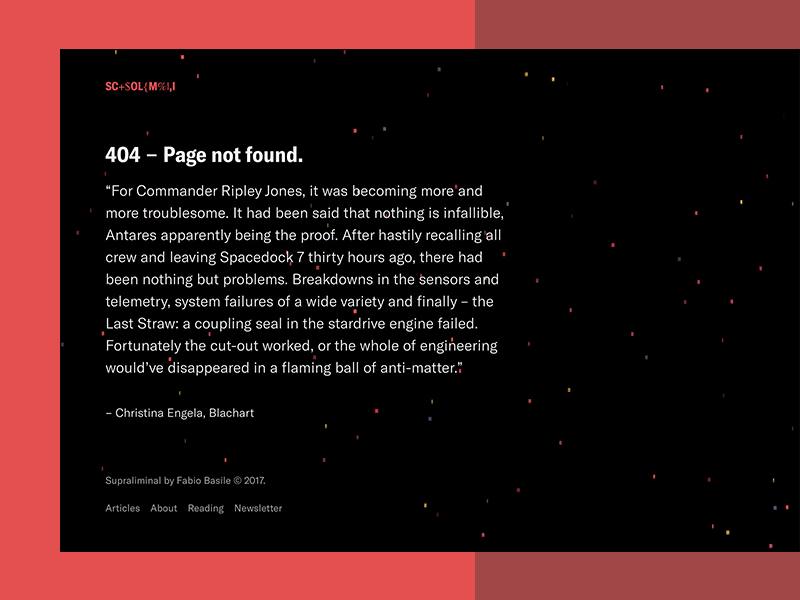 404 – Page not found.
“For Commander Ripley Jones, it was becoming more and
more troublesome. It had been said that nothing is infallible,
Antares apparently being the proof. After hastily recalling all
crew and leaving Spacedock 7 thirty hours ago, there had
been nothing but problems. Breakdowns in the sensors and
telemetry, system failures of a wide variety and finally – the
Last Straw: a coupling seal in the stardrive engine failed.
Fortunately the cut-out worked, or the whole of engineering
would’ve disappeared in a flaming ball of anti-matter.”
– Christina Engela, Blachart
Supraliminal by Fabio Basile © 2017.
Articles About Reading Newsletter